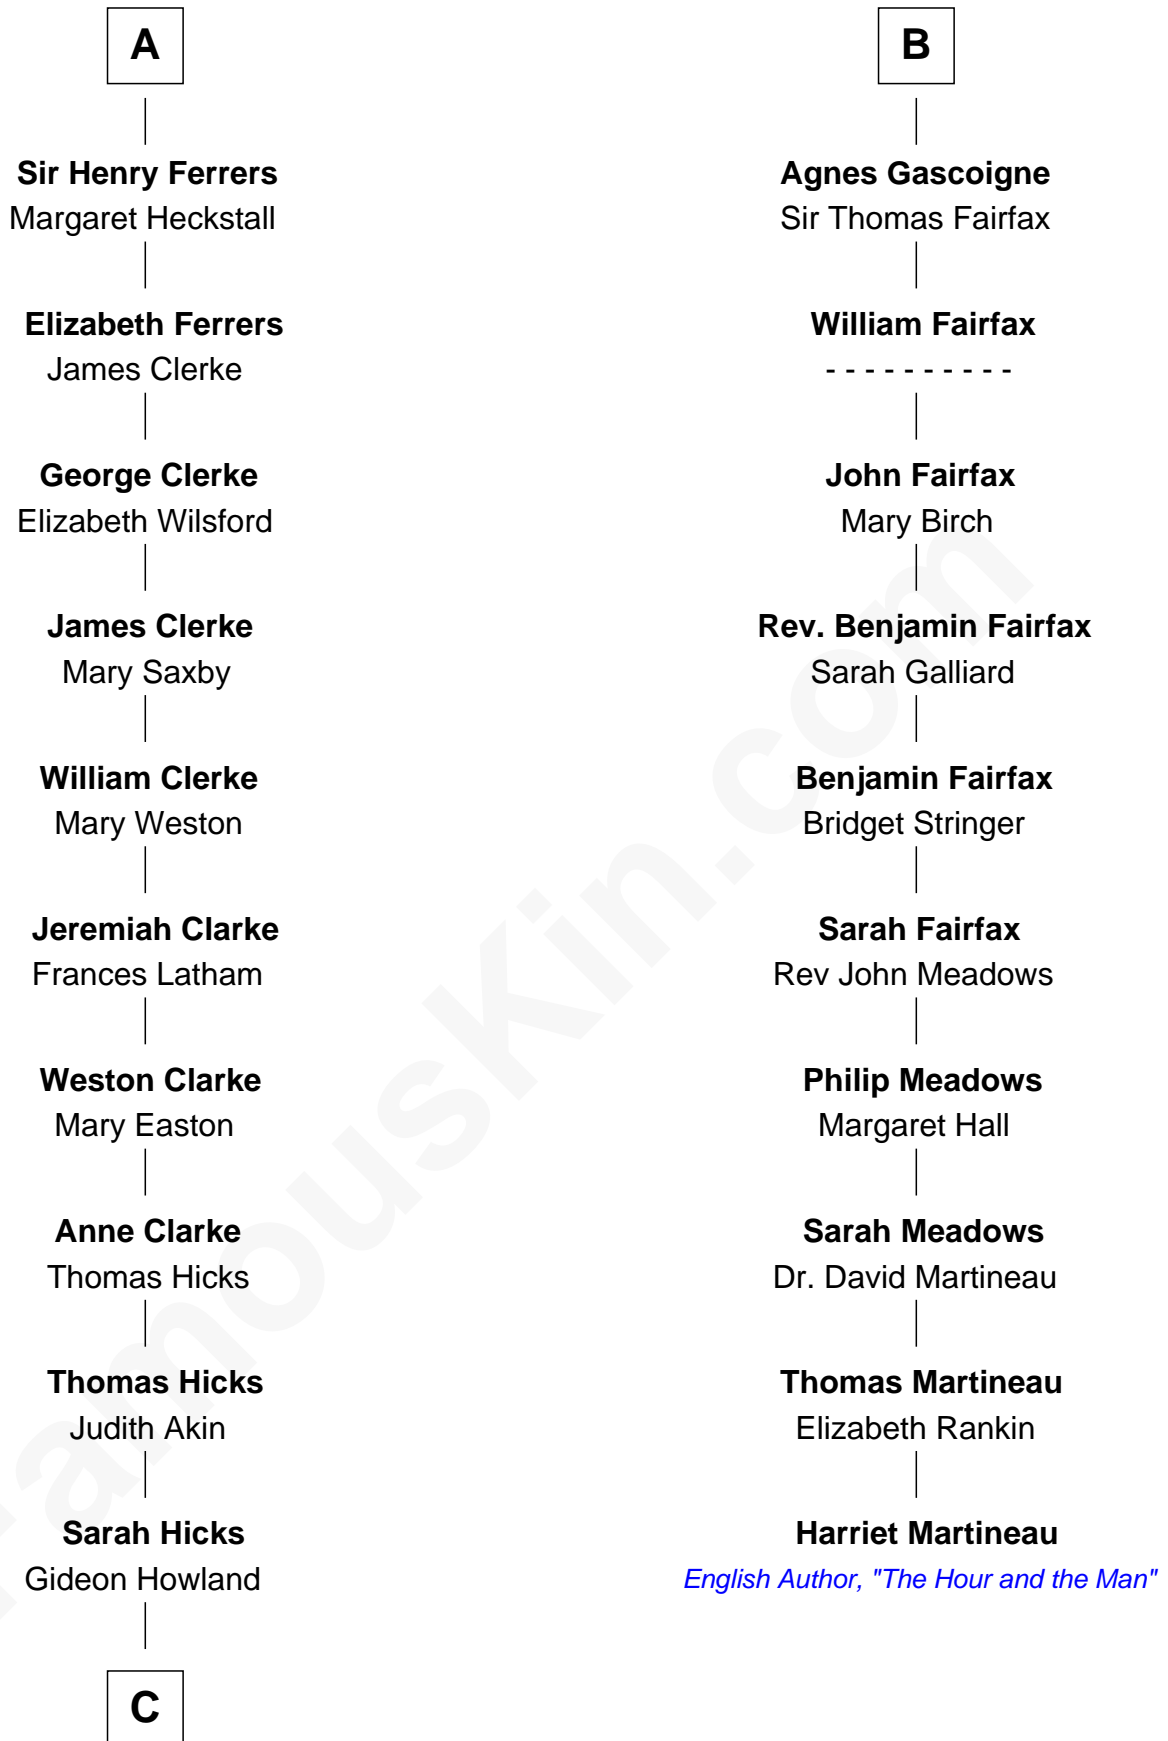 A
Sir Henry Ferrers
Margaret Heckstall
Elizabeth Ferrers
James Clerke
George Clerke
Elizabeth Wilsford
James Clerke
Mary Saxby
William Clerke
Mary Weston
Jeremiah Clarke
Frances Latham
Weston Clarke
Mary Easton
Anne Clarke
Thomas Hicks
Thomas Hicks
Judith Akin
Sarah Hicks
Gideon Howland
C
B
Agnes Gascoigne
Sir Thomas Fairfax
William Fairfax
- - - - - - - - - -
John Fairfax
Mary Birch
Rev. Benjamin Fairfax
Sarah Galliard
Benjamin Fairfax
Bridget Stringer
Sarah Fairfax
Rev John Meadows
Philip Meadows
Margaret Hall
Sarah Meadows
Dr. David Martineau
Thomas Martineau
Elizabeth Rankin
Harriet Martineau
English Author, "The Hour and the Man"
FamousKin.com